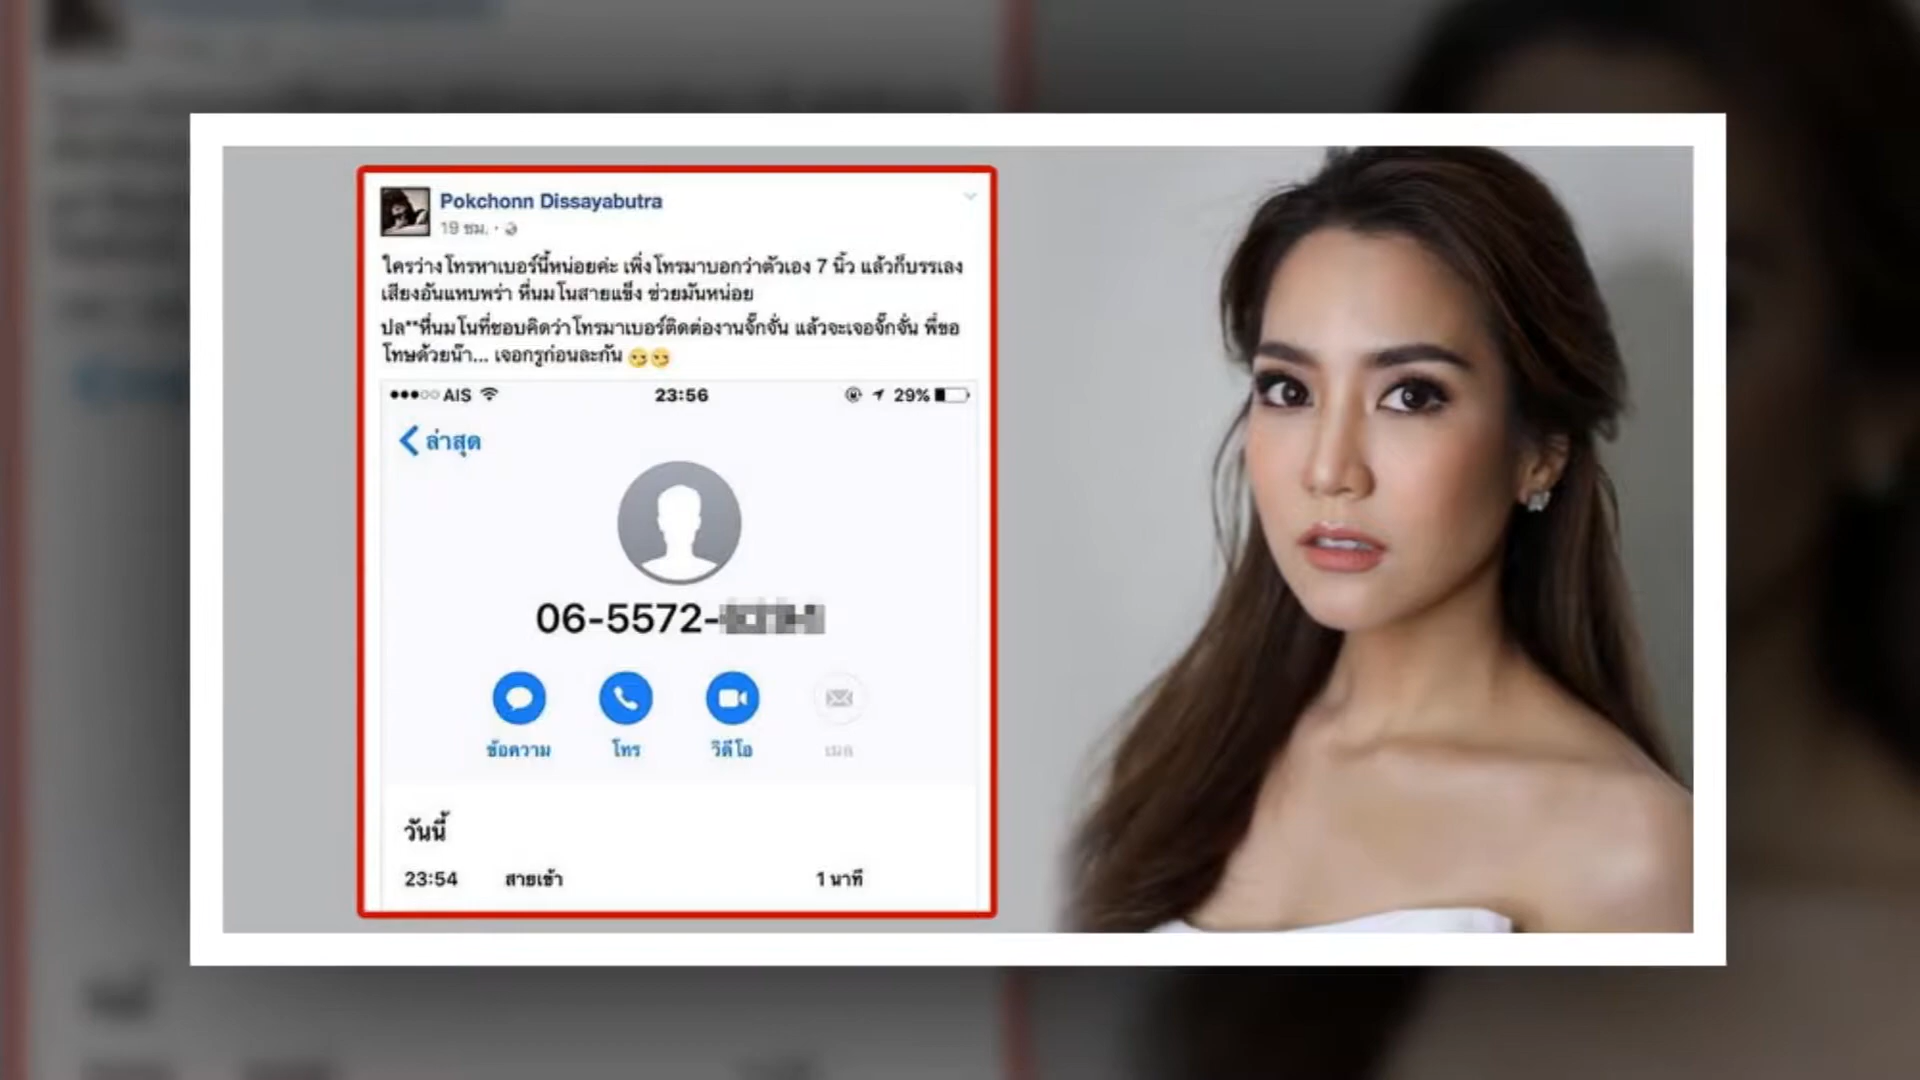 Pokchonn Dissayabutra
19 ชม. ·
ใครว่างโทรหาเบอร์นี้หน่อยค่ะ เพิ่งโทรมาบอกว่าตัวเอง 7 นิ้ว แล้วก็บรรเลง
เสียงอันแหบพร่า หื่นมโนสายแข็ง ช่วยมันหน่อย
ปล**หื่นมโนที่ชอบคิดว่าโทรมาเบอร์ติดต่องานจั๊กจั่น แล้วจะเจอจั๊กจั่น พี่ขอ
โทษด้วยน๊า... เจอกรูก่อนละกัน
AIS 23:56 29%
ล่าสุด
06-5572-
ข้อความ โทร วิดีโอ เมล
วันนี้
23:54 สายเข้า 1 นาที